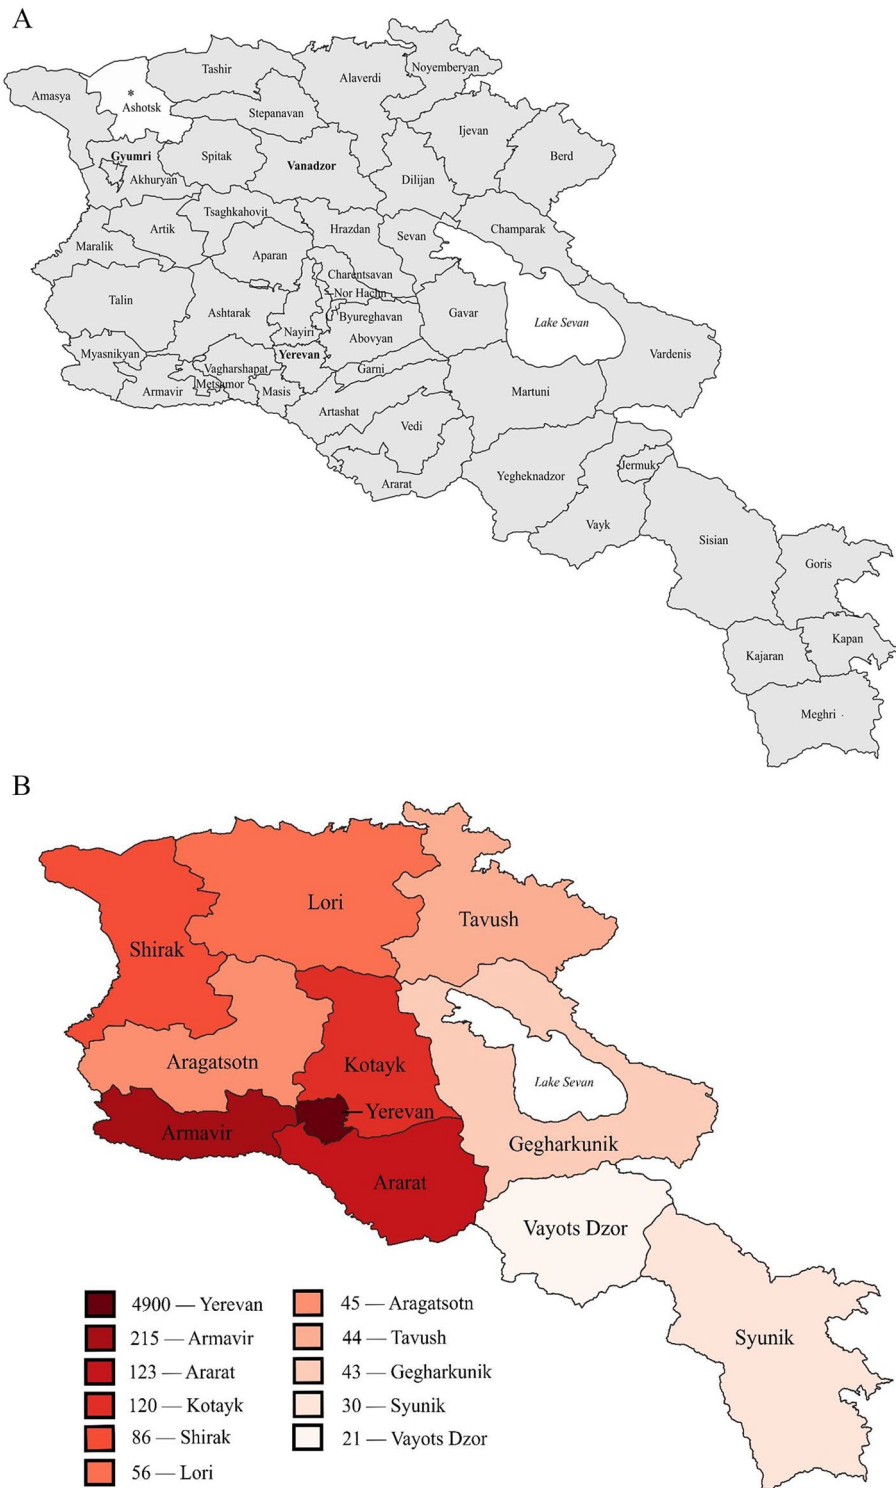 A
Noyemberyan
Tashir
Alaverdi
Amasya
*
Ashotsk
Stepanavan
Ijevan
Gyumri
Spitak
Vanadzor
Berd
Akhuryan
Dilijan
Tsaghkahovit
Artik
Hrazdan
Sevan
Champarak
Maralik
Aparan
Charentsavan
Nor Hachn
Talin
Ashtarak
Byureghavan
Gavar
Lake Sevan
Nayiri
Abovyan
Myasnikyan
Yerevan
Vardenis
Vagharshapat
Garni
Metsamor
Armavir
Masis
Martuni
Artashat
Vedi
Jermuk
Yegheknadzor
Ararat
Vayk
Sisian
Goris
Kapan
Kajaran
Meghri
B
Lori
Tavush
Shirak
Aragatsotn
Kotayk
Lake Sevan
Yerevan
Armavir
Gegharkunik
Ararat
Vayots Dzor
Syunik
4900 — Yerevan
215 — Armavir
123 — Ararat
120 — Kotayk
86 — Shirak
56 — Lori
45 — Aragatsotn
44 — Tavush
43 — Gegharkunik
30 — Syunik
21 — Vayots Dzor